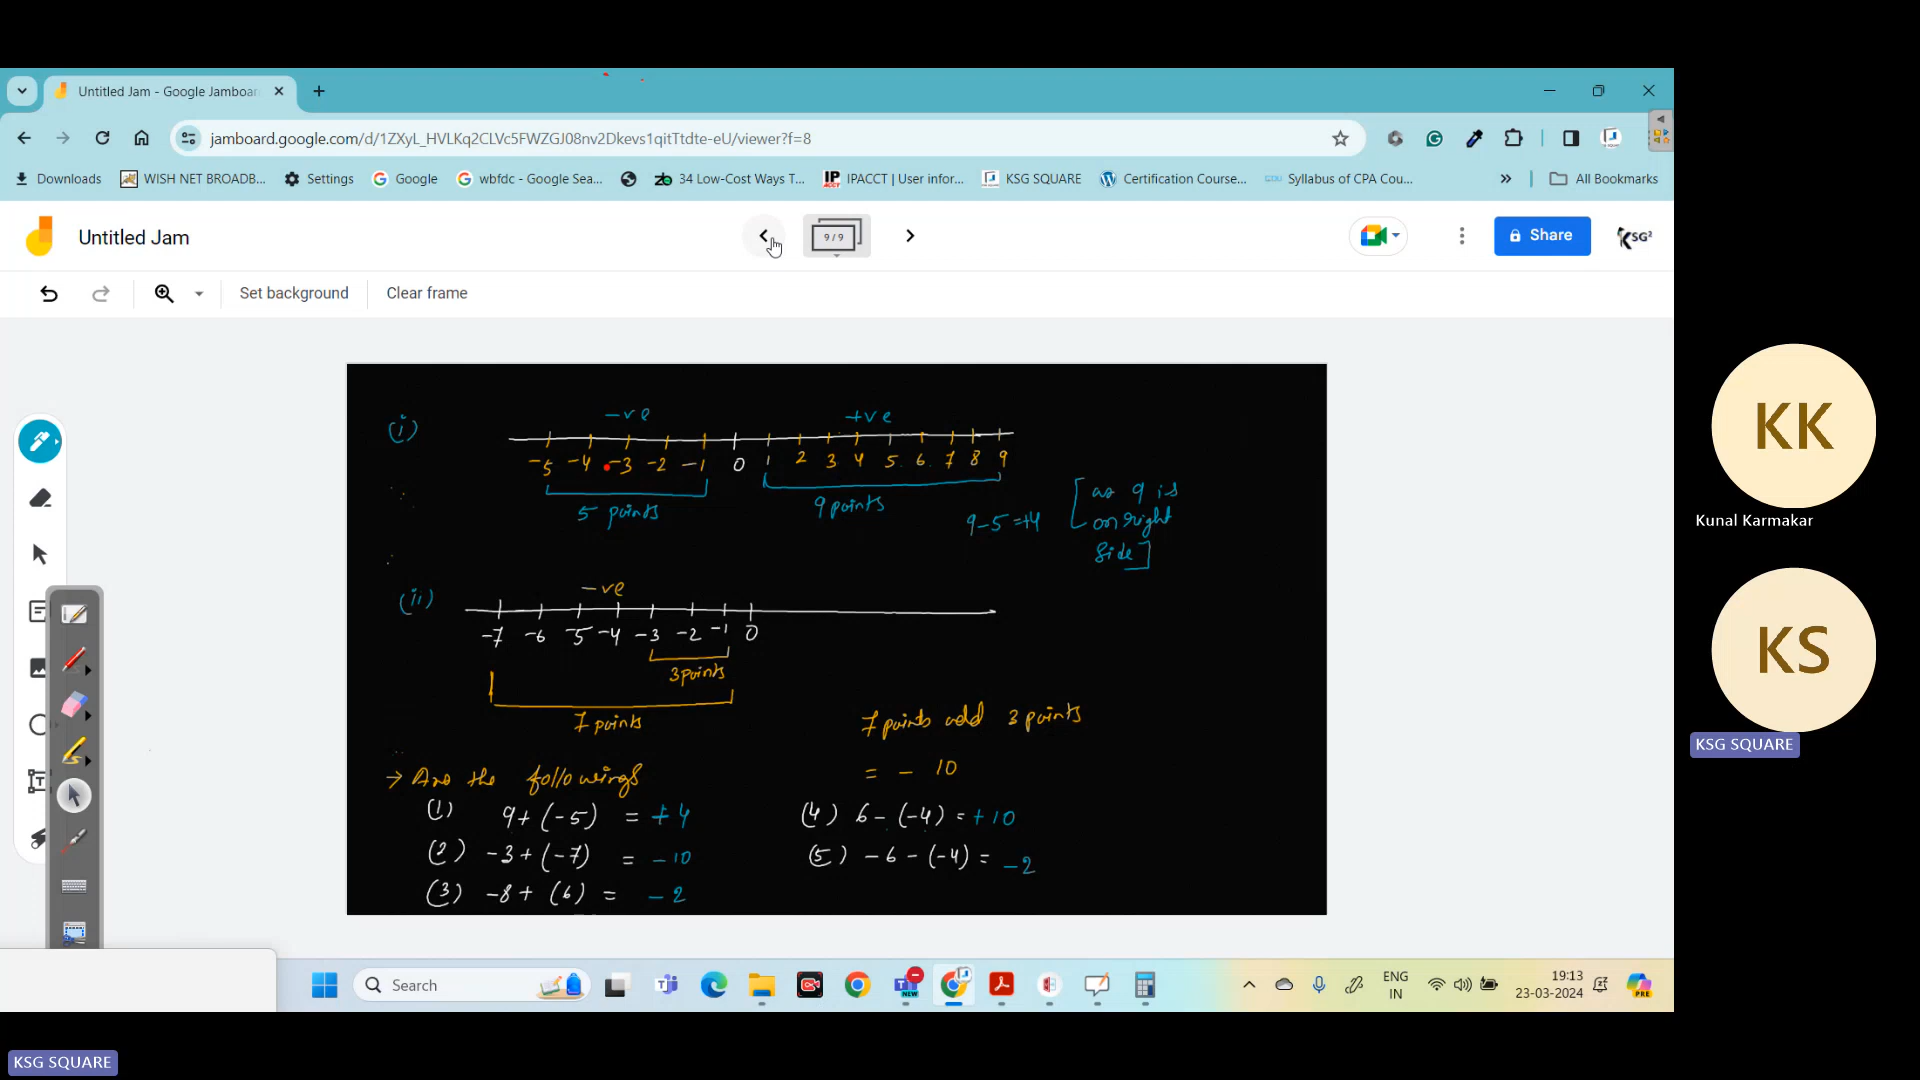 Untitled Jam - Google Jamboar
jamboard.google.com/d/1ZXyL_HVLKq2CLVc5FWZGJ08nv2Dkevs1qitTtdte-eU/viewer?f=8
Downloads WISH NET BROADB... Settings Google wbfdc - Google Sea... 34 Low-Cost Ways T... IPACCT | User infor... KSG SQUARE Certification Course... Syllabus of CPA Cou... » All Bookmarks
Untitled Jam 9 / 9 Share KSG²
Set background Clear frame
(i) -ve +ve
-5 -4 -3 -2 -1 0 1 2 3 4 5 6 7 8 9
5 points 9 points
9-5=+4 [as 9 is
on right
side]
(ii) -ve
-7 -6 -5 -4 -3 -2 -1 0
3 points
7 points
7 points add 3 points
= - 10
→ Ans the followings
(1) 9+(-5) = +4
(2) -3+(-7) = -10
(3) -8+(6) = -2
(4) 6-(-4) = +10
(5) -6-(-4) = -2
KK
Kunal Karmakar
KS
KSG SQUARE
Search
ENG
IN
19:13
23-03-2024
KSG SQUARE